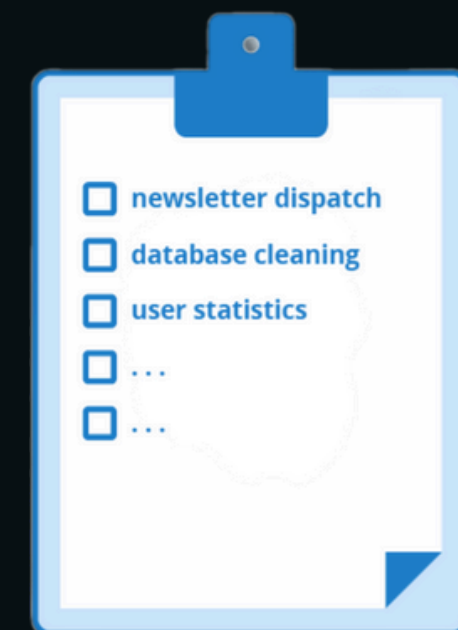 newsletter dispatch
database cleaning
user statistics
...
...